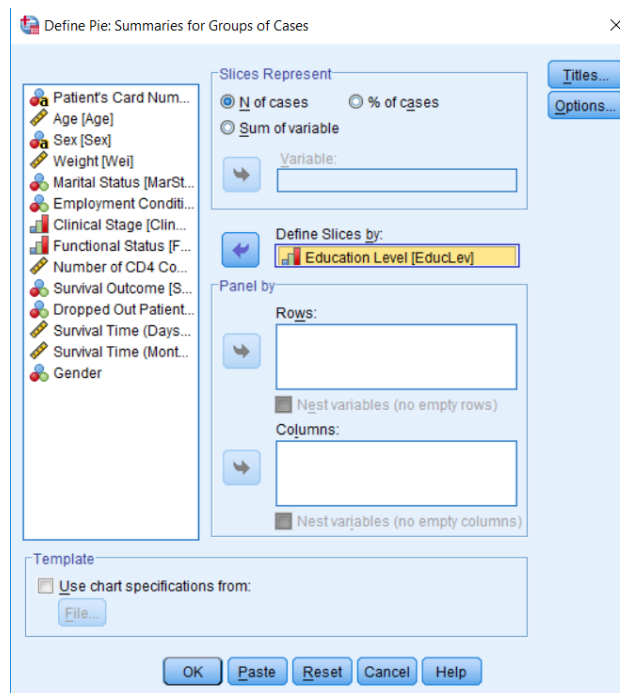 Define Pie: Summaries for Groups of Cases
Patient's Card Num...
Age [Age]
Sex [Sex]
Weight [Wei]
Marital Status [MarSt...
Employment Conditi...
Clinical Stage [Clin...
Functional Status [F...
Number of CD4 Co...
Survival Outcome [S...
Dropped Out Patient...
Survival Time (Days...
Survival Time (Mont...
Gender
Slices Represent
N of cases % of cases
Sum of variable
Variable:
Define Slices by:
Education Level [EducLev]
Panel by
Rows:
Nest variables (no empty rows)
Columns:
Nest variables (no empty columns)
Titles...
Options...
Template
Use chart specifications from:
File...
OK Paste Reset Cancel Help